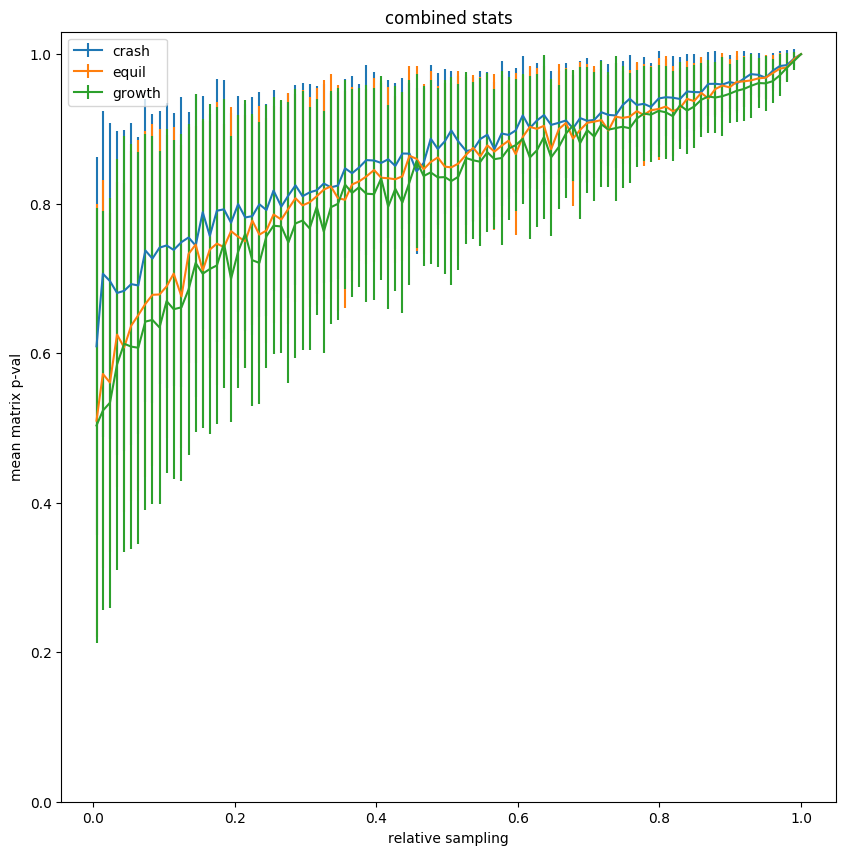 combined stats
crash
equil
growth
mean matrix p-val
1.0
0.8
0.6
0.4
0.2
0.0
0.0 0.2 0.4 0.6 0.8 1.0
relative sampling